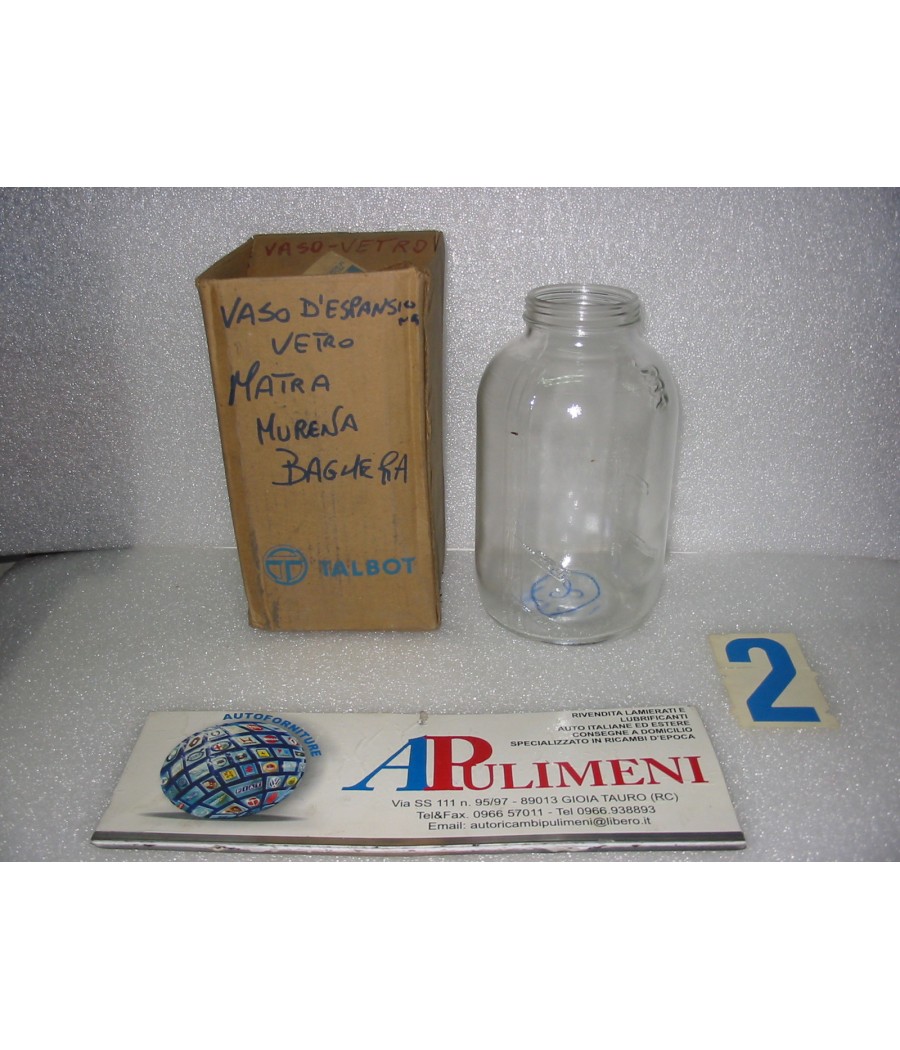 VASO-VETRO
VASO D'ESPANSIONE
VETRO
MATRA
MURENA
BAGHERA
TALBOT
2
AUTOFORNITURE
RIVENDITA LAMIERATI E
LUBRIFICANTI
AUTO ITALIANE ED ESTERE
CONSEGNE A DOMICILIO
SPECIALIZZATO IN RICAMBI D'EPOCA
APULIMENI
Via SS 111 n. 95/97 - 89013 GIOIA TAURO (RC)
Tel&Fax. 0966 57011 - Tel 0966.938893
Email: autoricambipulimeni@libero.it